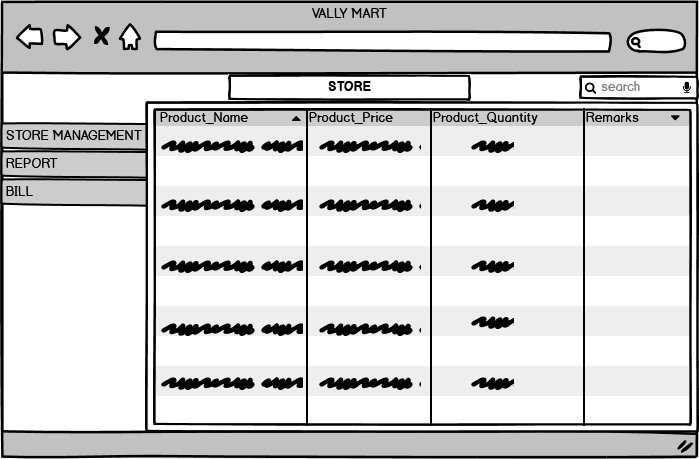 VALLY MART
STORE
search
STORE MANAGEMENT
REPORT
BILL
Product_Name Product_Price Product_Quantity Remarks